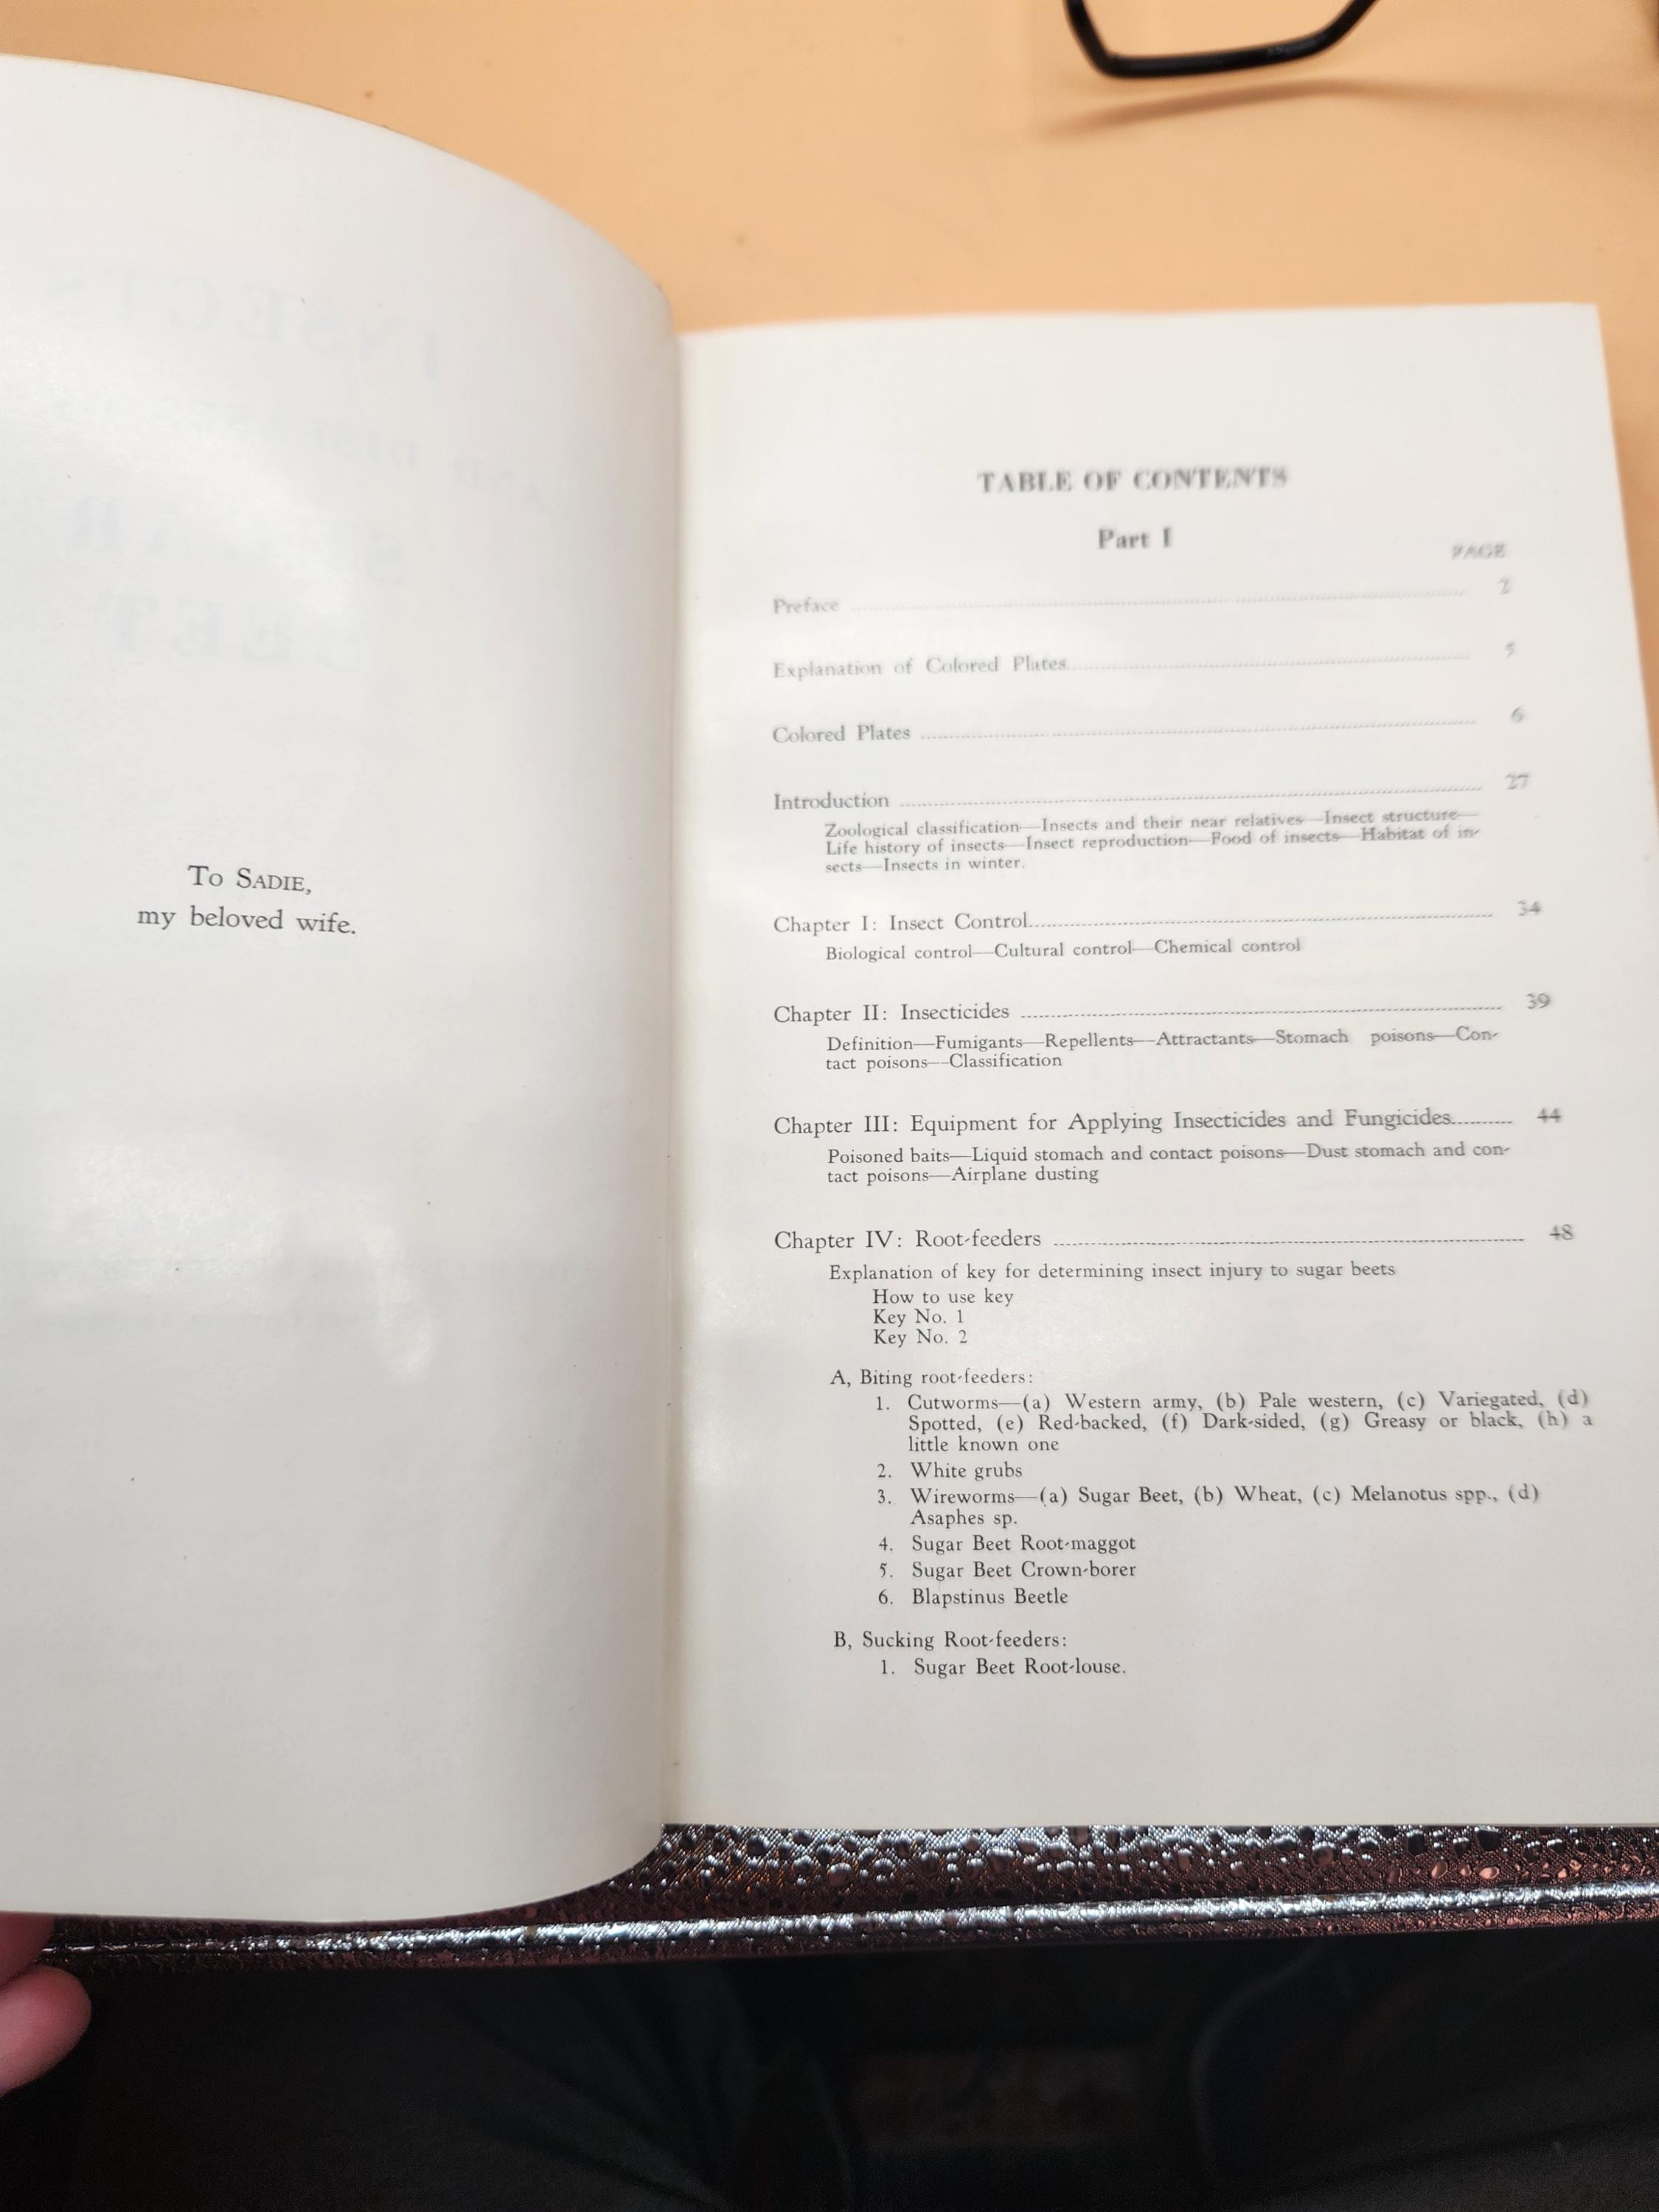 To SADIE,
my beloved wife.
TABLE OF CONTENTS
Part I
PAGE
Preface 2
Explanation of Colored Plates 5
Colored Plates 6
Introduction 27
Zoological classification—Insects and their near relatives—Insect structure—
Life history of insects—Insect reproduction—Food of insects—Habitat of in-
sects—Insects in winter.
Chapter I: Insect Control 34
Biological control—Cultural control—Chemical control
Chapter II: Insecticides 39
Definition—Fumigants—Repellents—Attractants—Stomach poisons—Con-
tact poisons—Classification
Chapter III: Equipment for Applying Insecticides and Fungicides 44
Poisoned baits—Liquid stomach and contact poisons—Dust stomach and con-
tact poisons—Airplane dusting
Chapter IV: Root-feeders 48
Explanation of key for determining insect injury to sugar beets
How to use key
Key No. 1
Key No. 2
A, Biting root-feeders:
1. Cutworms—(a) Western army, (b) Pale western, (c) Variegated, (d)
Spotted, (e) Red-backed, (f) Dark-sided, (g) Greasy or black, (h) a
little known one
2. White grubs
3. Wireworms—(a) Sugar Beet, (b) Wheat, (c) Melanotus spp., (d)
Asaphes sp.
4. Sugar Beet Root-maggot
5. Sugar Beet Crown-borer
6. Blapstinus Beetle
B, Sucking Root-feeders:
1. Sugar Beet Root-louse.